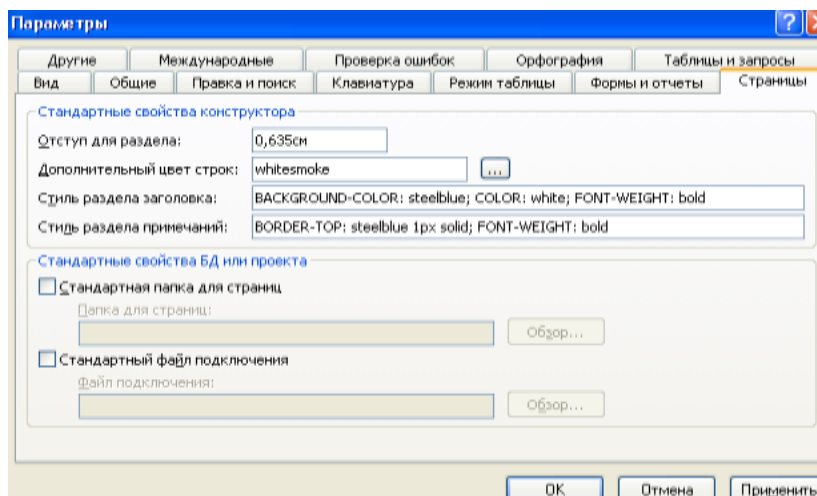 Параметры
Другие Международные Проверка ошибок Орфография Таблицы и запросы
Вид Общие Правка и поиск Клавиатура Режим таблицы Формы и отчеты Страницы
Стандартные свойства конструктора
Отступ для раздела: 0,635см
Дополнительный цвет строк: whitesmoke ...
Стиль раздела заголовка: BACKGROUND-COLOR: steelblue; COLOR: white; FONT-WEIGHT: bold
Стиль раздела примечаний: BORDER-TOP: steelblue 1px solid; FONT-WEIGHT: bold
Стандартные свойства БД или проекта
Стандартная папка для страниц
Папка для страниц:
Обзор...
Стандартный файл подключения
Файл подключения:
Обзор...
ОК Отмена Применить